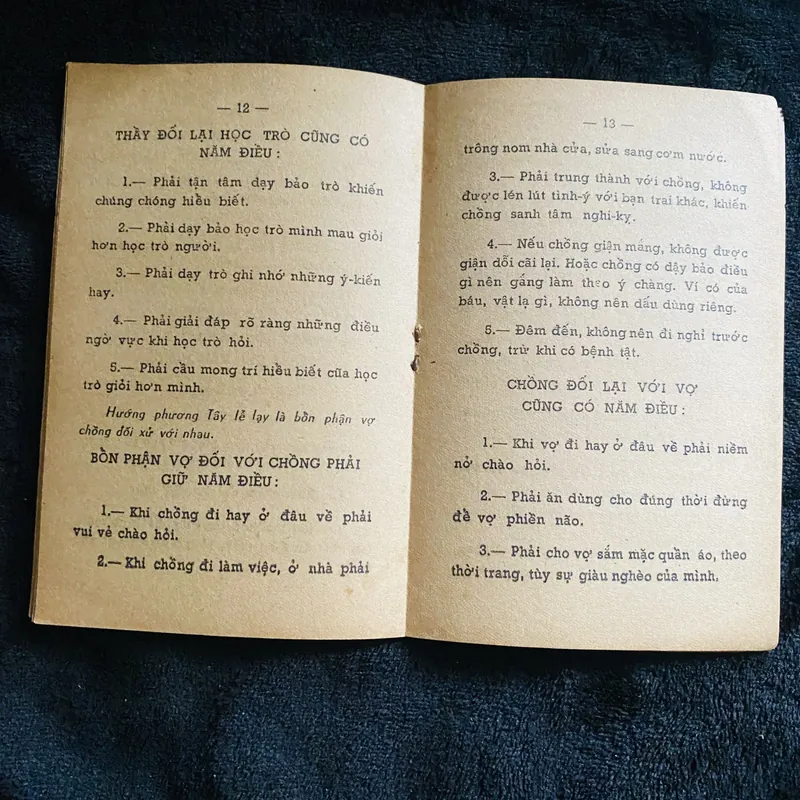 — 12 —
THẦY ĐỐI LẠI HỌC TRÒ CŨNG CÓ
NĂM ĐIỀU :
1.— Phải tận tâm dạy bảo trò khiến
chúng chóng hiểu biết.
2.— Phải dạy bảo học trò mình mau giỏi
hơn học trò người.
3.— Phải dạy trò ghi nhớ những ý-kiến
hay.
4.— Phải giải đáp rõ ràng những điều
ngờ vực khi học trò hỏi.
5.— Phải cầu mong trí hiểu biết cũa học
trò giỏi hơn mình.
Hướng phương Tây lễ lạy là bổn phận vợ
chồng đối xử với nhau.
BỔN PHẬN VỢ ĐỐI VỚI CHỒNG PHẢI
GIỮ NĂM ĐIỀU :
1.— Khi chồng đi hay ở đâu về phải
vui vẻ chào hỏi.
2.— Khi chồng đi làm việc, ở nhà phải
— 13 —
trông nom nhà cửa, sửa sang cơm nước.
3.— Phải trung thành với chồng, không
được lén lút tình-ý với bạn trai khác, khiến
chồng sanh tâm nghi-kỵ.
4.— Nếu chồng giận mắng, không được
giận dỗi cãi lại. Hoặc chồng có dậy bảo điều
gì nên gắng làm theo ý chàng. Ví có của
báu, vật lạ gì, không nên dấu dùng riêng.
5.— Đêm đến, không nên đi nghỉ trước
chồng, trừ khi có bệnh tật.
CHỒNG ĐỐI LẠI VỚI VỢ
CŨNG CÓ NĂM ĐIỀU :
1.— Khi vợ đi hay ở đâu về phải niềm
nở chào hỏi.
2.— Phải ăn dùng cho đúng thời đừng
để vợ phiền não.
3.— Phải cho vợ sắm mặc quần áo, theo
thời trang, tùy sự giàu nghèo của mình.